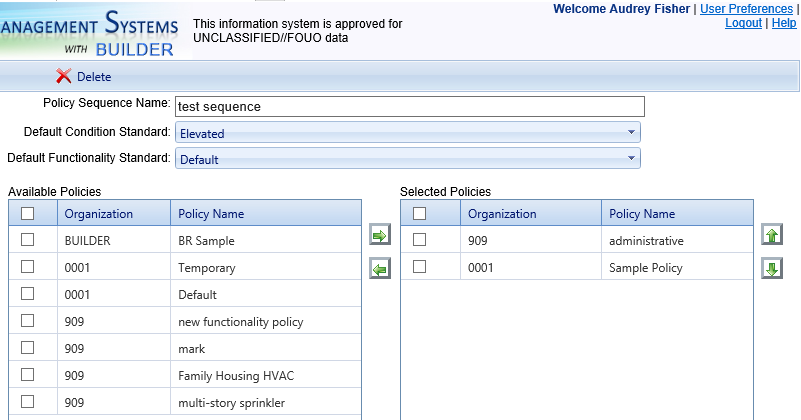 ANAGEMENT SYSTEMS
WITH BUILDER
This information system is approved for
UNCLASSIFIED//FOUO data
Welcome Audrey Fisher | User Preferences |
Logout | Help
Delete
Policy Sequence Name: test sequence
Default Condition Standard: Elevated
Default Functionality Standard: Default
Available Policies
Organization Policy Name
BUILDER BR Sample
0001 Temporary
0001 Default
909 new functionality policy
909 mark
909 Family Housing HVAC
909 multi-story sprinkler
Selected Policies
Organization Policy Name
909 administrative
0001 Sample Policy